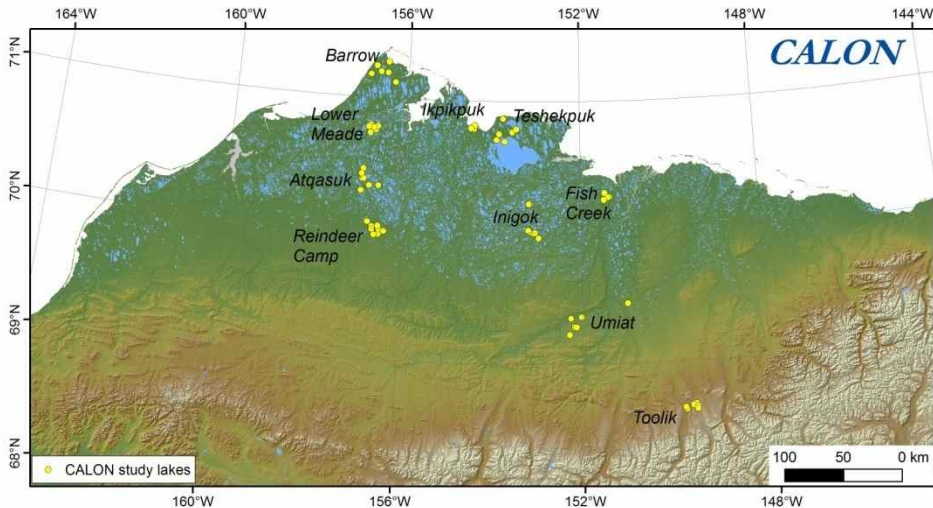 164°W 160°W 156°W 152°W 148°W 144°W
71°N
70°N
69°N
68°N
CALON
Barrow
Lower
Meade
Ikpikpuk
Teshekpuk
Atqasuk
Reindeer
Camp
Inigok
Fish
Creek
Umiat
Toolik
CALON study lakes
100 50 0 km
160°W 156°W 152°W 148°W